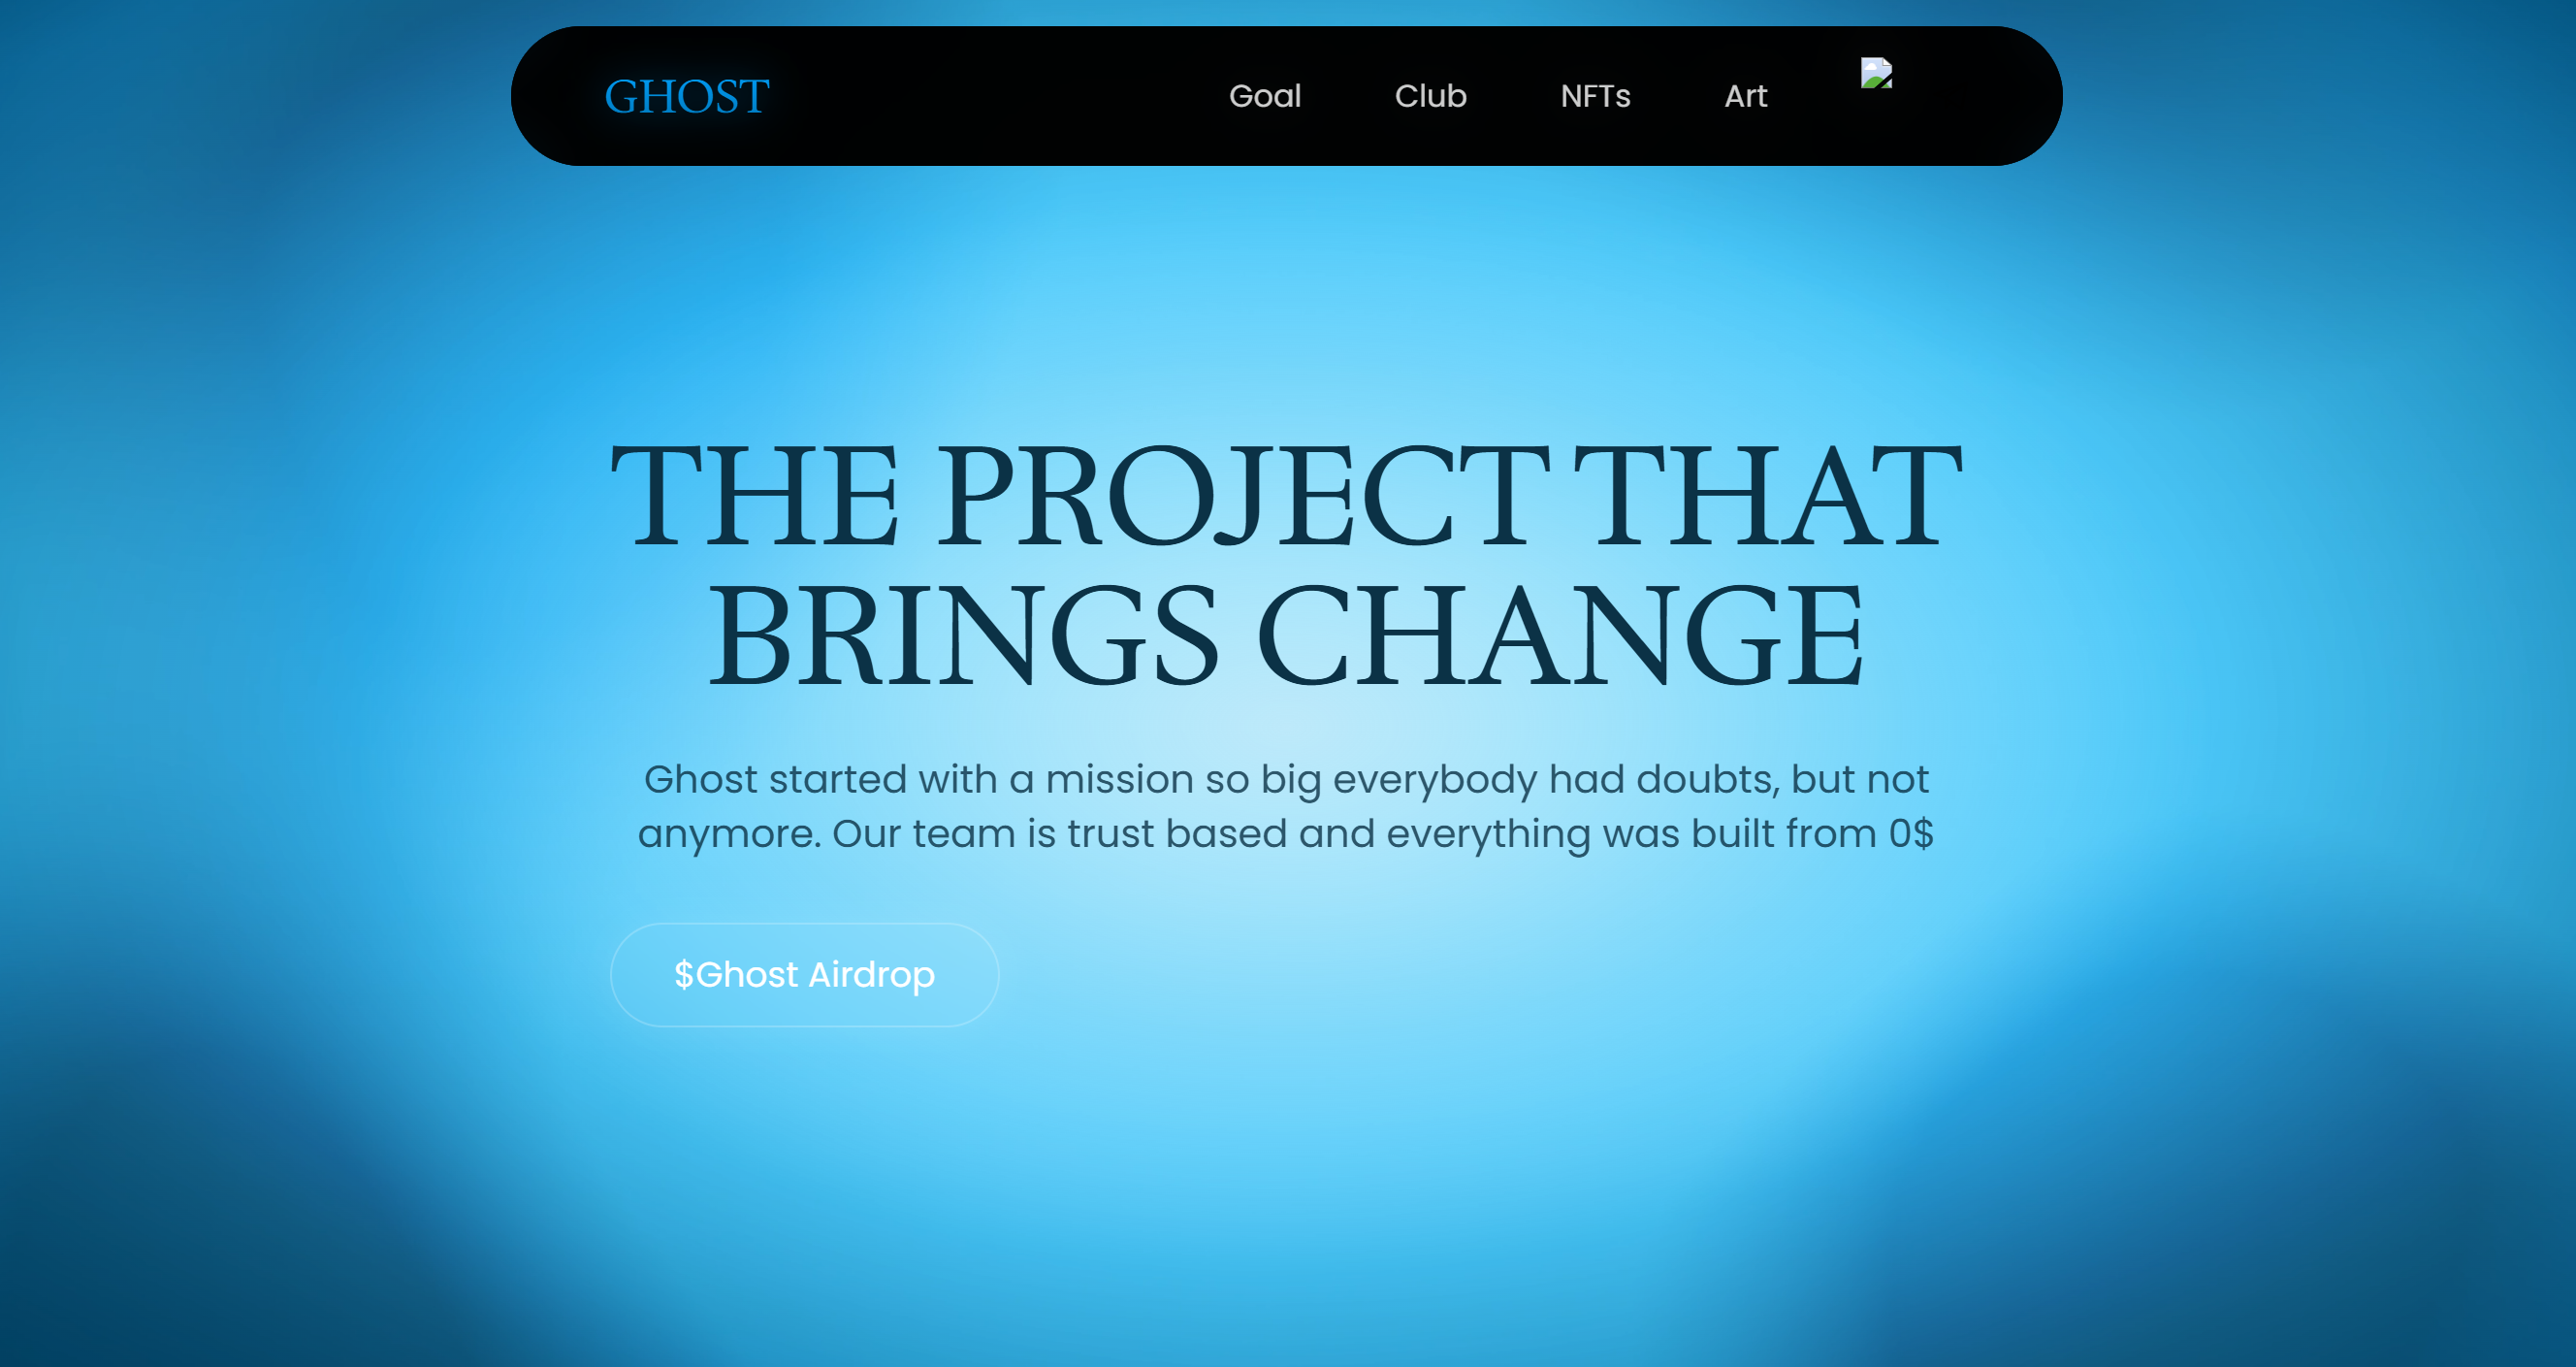 GHOST
Goal
Club
NFTs
Art
THE PROJECT THAT
BRINGS CHANGE
Ghost started with a mission so big everybody had doubts, but not
anymore. Our team is trust based and everything was built from 0$
$Ghost Airdrop